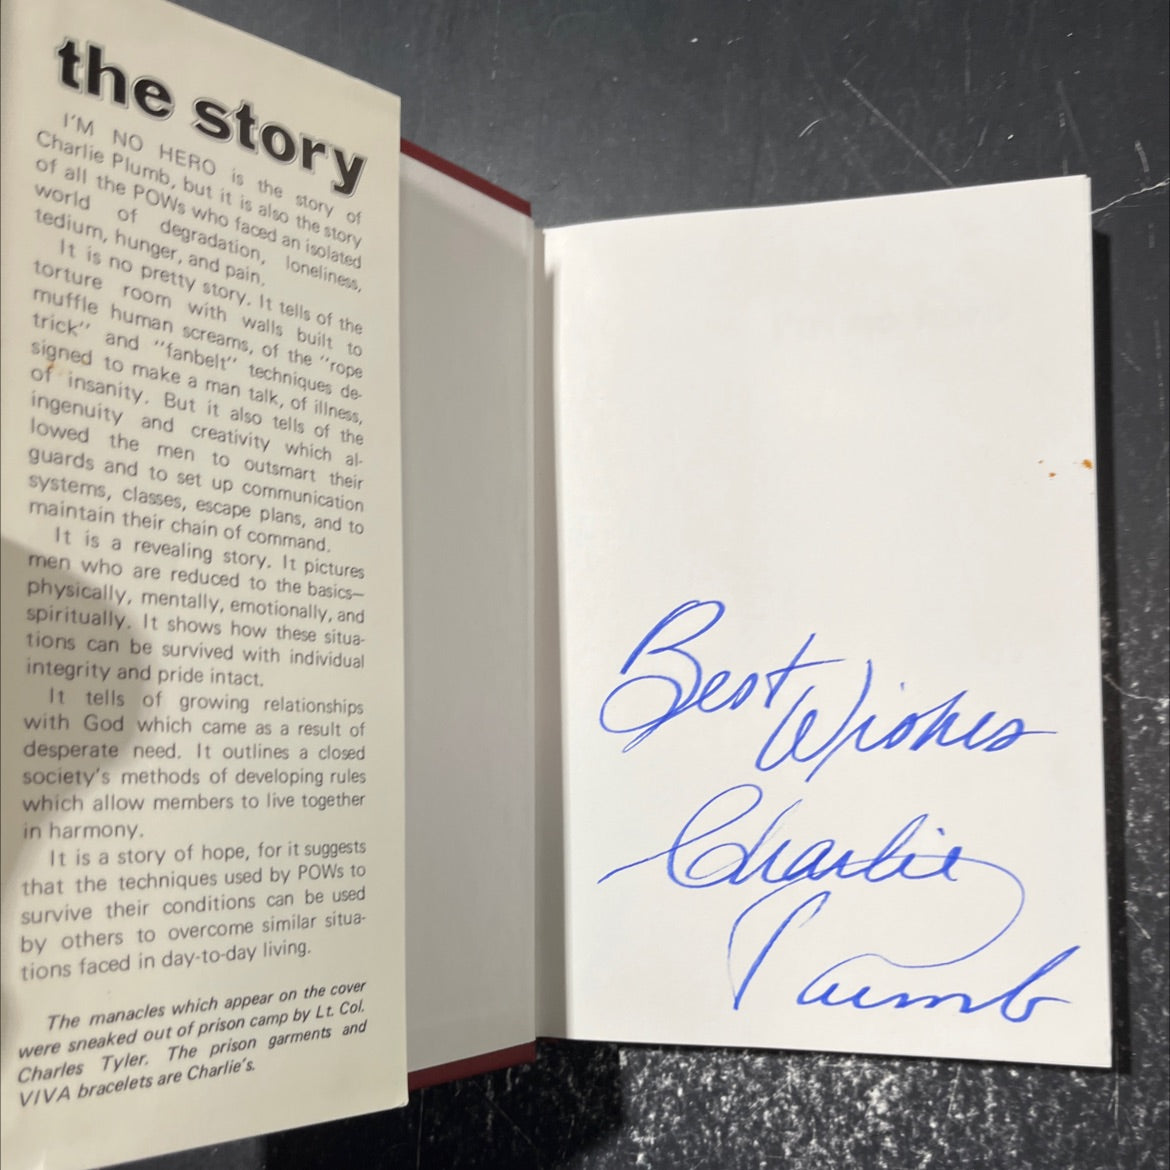 the story
I'M NO HERO is the story of
Charlie Plumb, but it is also the story
of all the POWs who faced an isolated
world of degradation, loneliness,
tedium, hunger, and pain.
It is no pretty story. It tells of the
torture room with walls built to
muffle human screams, of the "rope
trick" and "fanbelt" techniques de-
signed to make a man talk, of illness,
of insanity. But it also tells of the
ingenuity and creativity which al-
lowed the men to outsmart their
guards and to set up communication
systems, classes, escape plans, and to
maintain their chain of command.
It is a revealing story. It pictures
men who are reduced to the basics—
physically, mentally, emotionally, and
spiritually. It shows how these situa-
tions can be survived with individual
integrity and pride intact.
It tells of growing relationships
with God which came as a result of
desperate need. It outlines a closed
society's methods of developing rules
which allow members to live together
in harmony.
It is a story of hope, for it suggests
that the techniques used by POWs to
survive their conditions can be used
by others to overcome similar situa-
tions faced in day-to-day living.
The manacles which appear on the cover
were sneaked out of prison camp by Lt. Col.
Charles Tyler. The prison garments and
VIVA bracelets are Charlie's.
Best Wishes
Charlie
Plumb